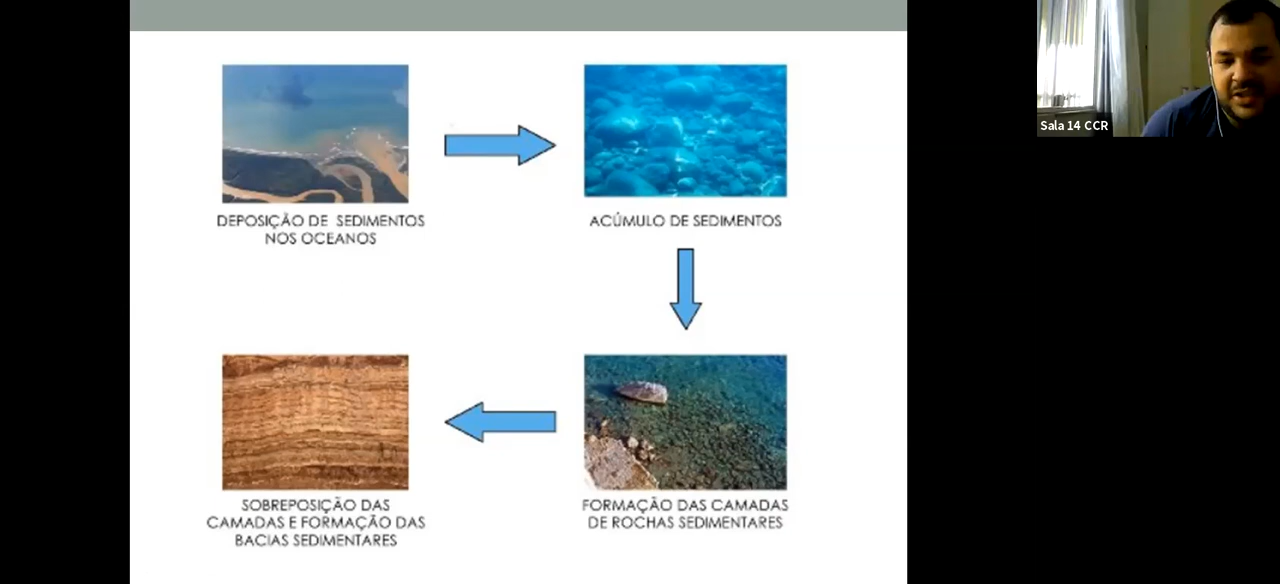 Sala 14 CCR
DEPOSIÇÃO DE SEDIMENTOS
NOS OCEANOS
ACÚMULO DE SEDIMENTOS
FORMAÇÃO DAS CAMADAS
DE ROCHAS SEDIMENTARES
SOBREPOSIÇÃO DAS
CAMADAS E FORMAÇÃO DAS
BACIAS SEDIMENTARES